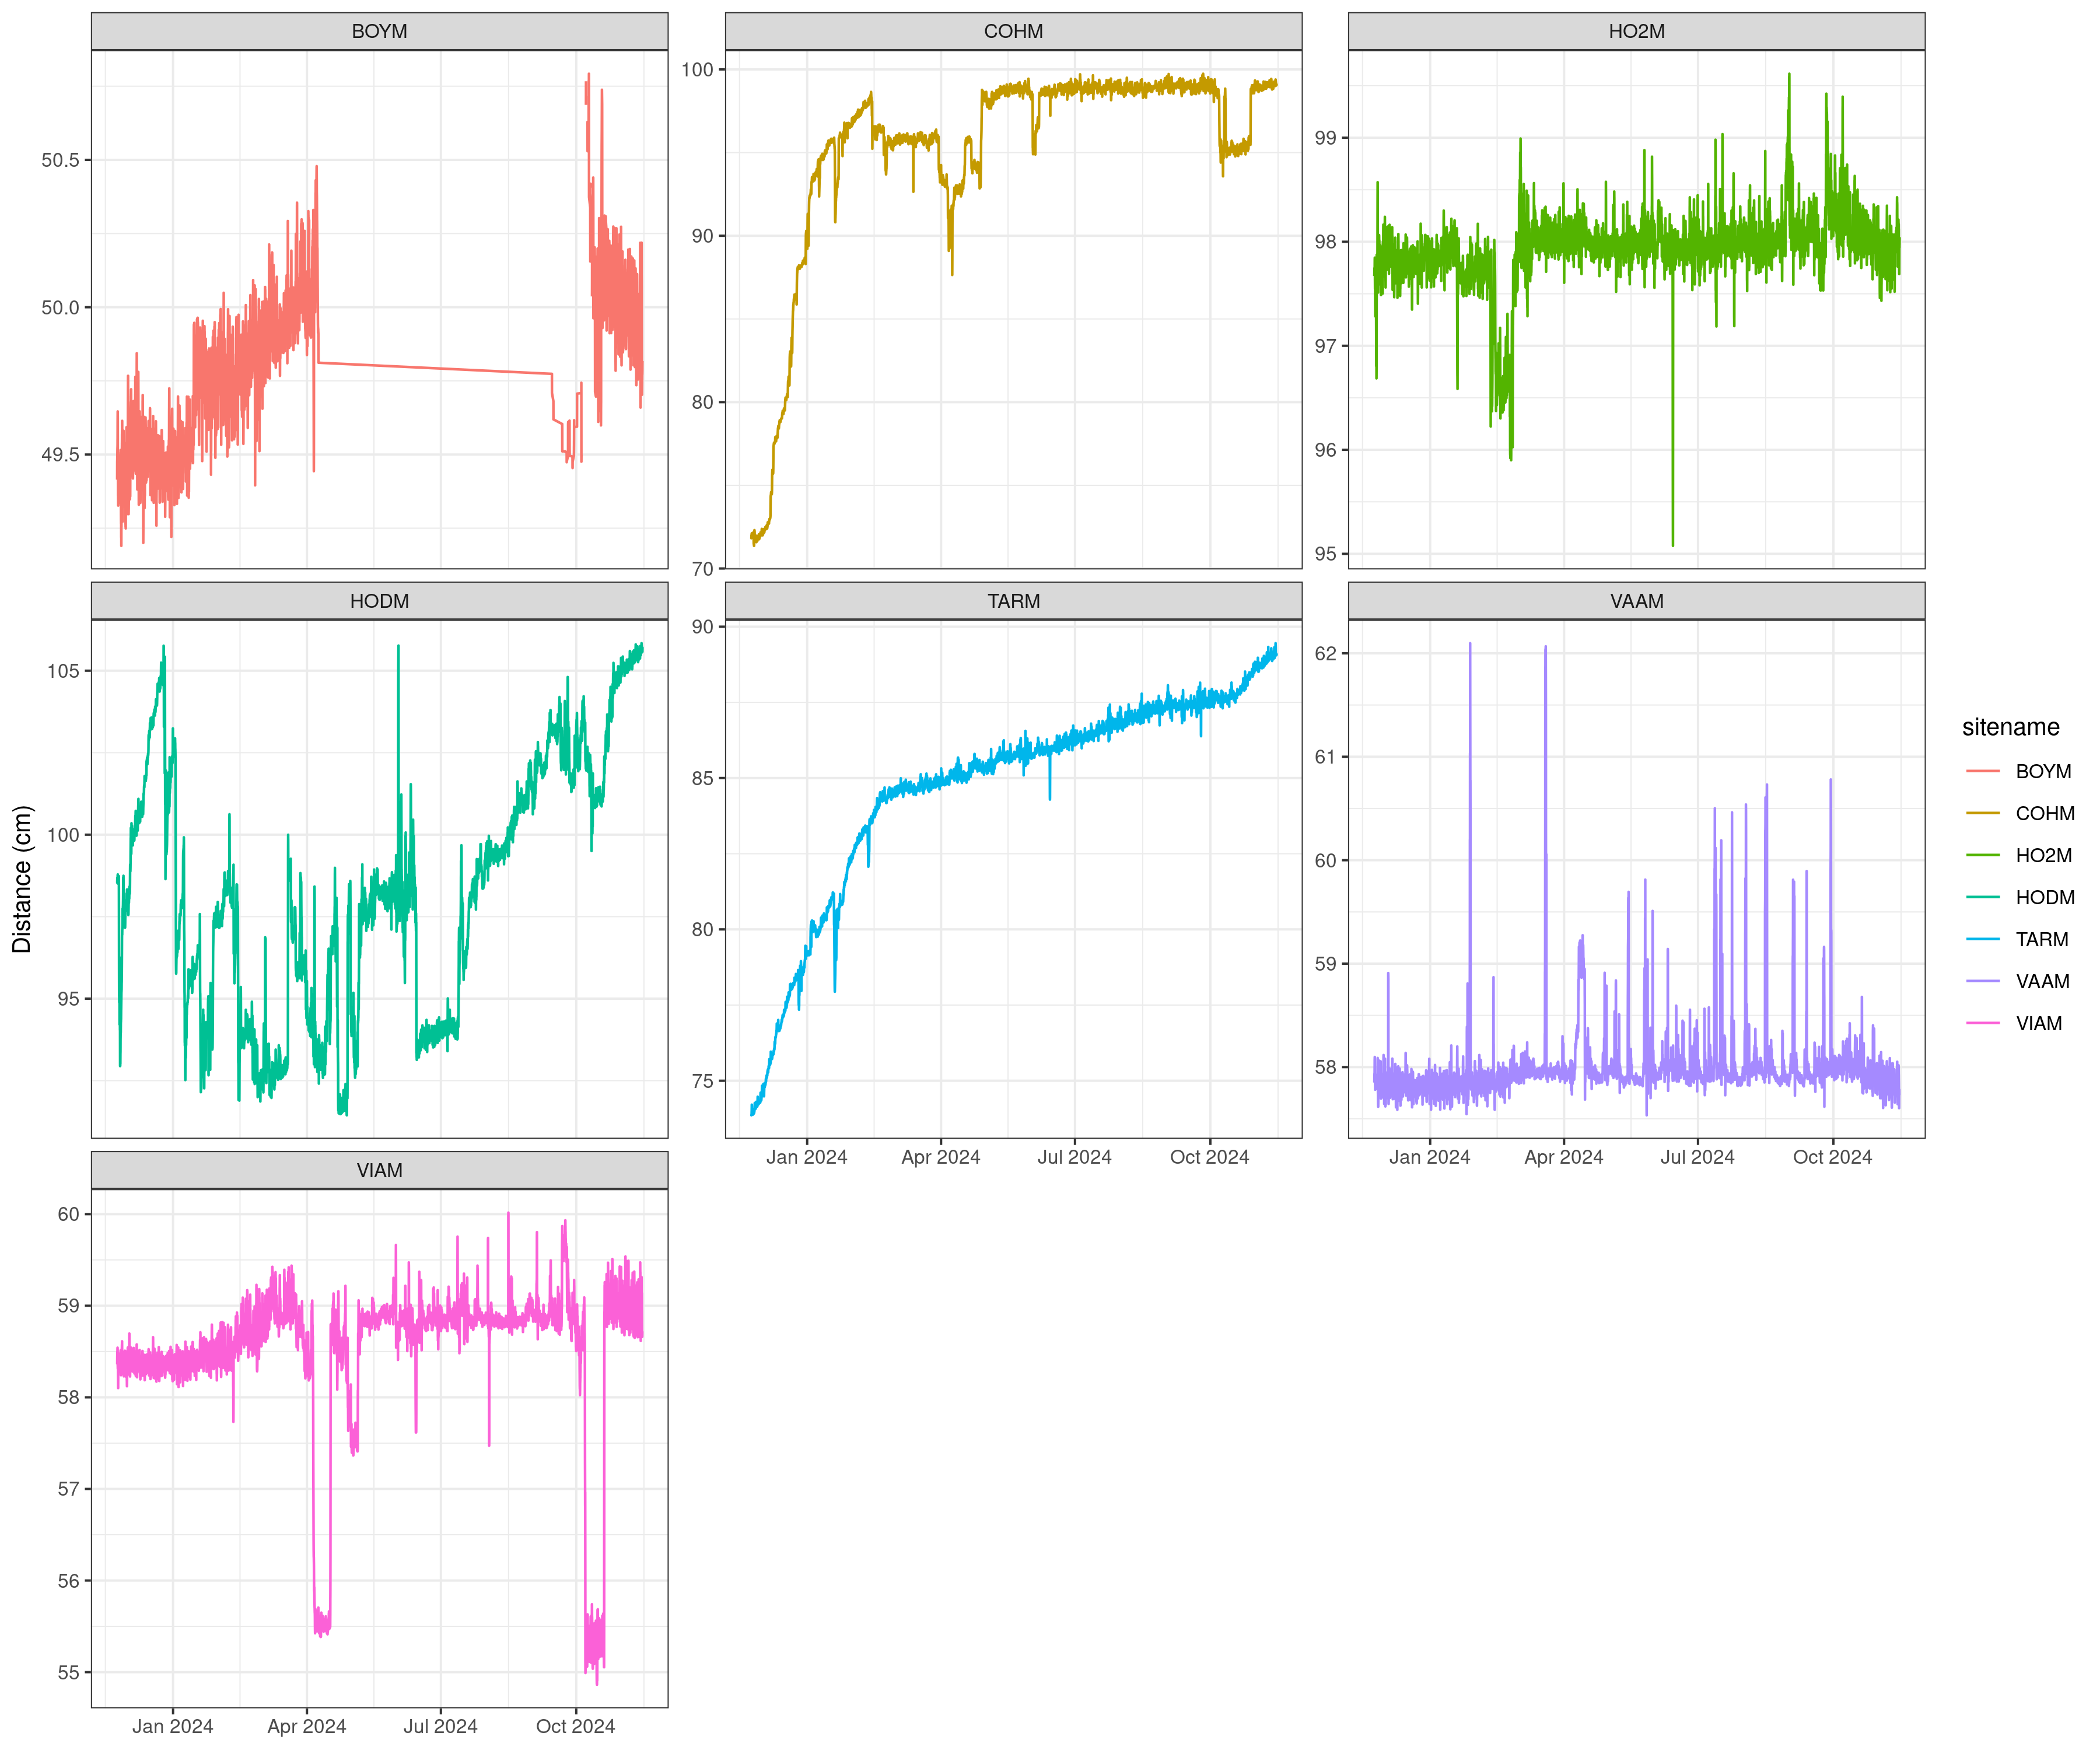 BOYM
COHM
HO2M
50.5
50.0
49.5
100
90
80
70
99
98
97
96
95
HODM
TARM
VAAM
Distance (cm)
105
100
95
90
85
80
75
62
61
60
59
58
Jan 2024 Apr 2024 Jul 2024 Oct 2024
Jan 2024 Apr 2024 Jul 2024 Oct 2024
VIAM
60
59
58
57
56
55
Jan 2024 Apr 2024 Jul 2024 Oct 2024
sitename
BOYM
COHM
HO2M
HODM
TARM
VAAM
VIAM